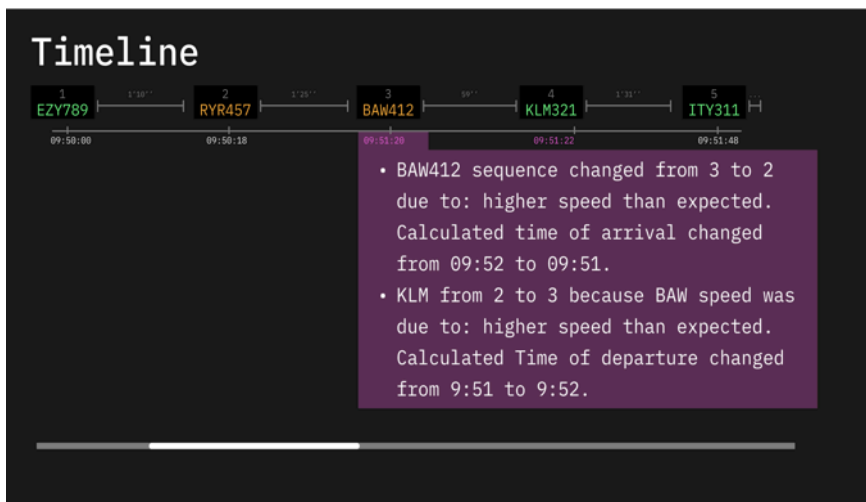 Timeline
1 1'10'' 2 1'25'' 3 59'' 4 1'31'' 5 ...
EZY789 RYR457 BAW412 KLM321 ITY311
09:50:00 09:50:18 09:51:20 09:51:22 09:51:48
• BAW412 sequence changed from 3 to 2
due to: higher speed than expected.
Calculated time of arrival changed
from 09:52 to 09:51.
• KLM from 2 to 3 because BAW speed was
due to: higher speed than expected.
Calculated Time of departure changed
from 9:51 to 9:52.